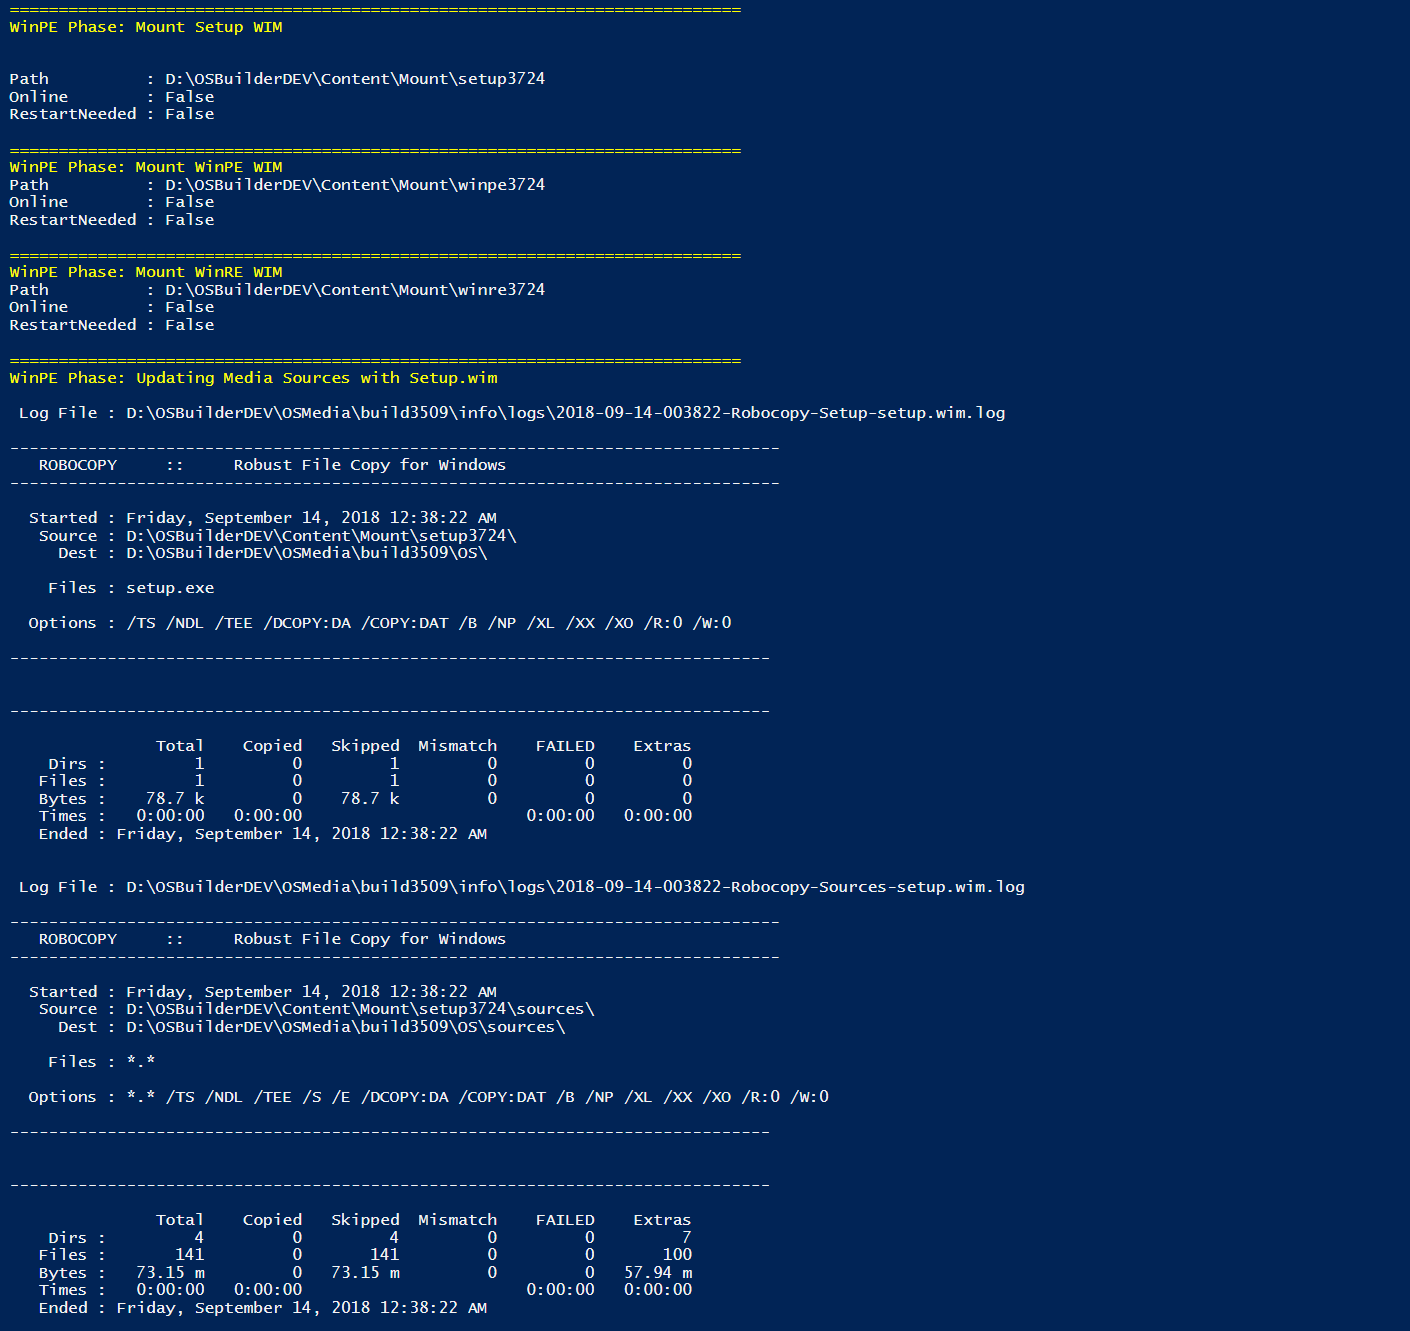 ===========================================================================
WinPE Phase: Mount Setup WIM
Path          : D:\OSBuilderDEV\Content\Mount\setup3724
Online        : False
RestartNeeded : False
===========================================================================
WinPE Phase: Mount WinPE WIM
Path          : D:\OSBuilderDEV\Content\Mount\winpe3724
Online        : False
RestartNeeded : False
===========================================================================
WinPE Phase: Mount WinRE WIM
Path          : D:\OSBuilderDEV\Content\Mount\winre3724
Online        : False
RestartNeeded : False
===========================================================================
WinPE Phase: Updating Media Sources with Setup.wim
 Log File : D:\OSBuilderDEV\OSMedia\build3509\info\logs\2018-09-14-003822-Robocopy-Setup-setup.wim.log
-------------------------------------------------------------------------------
   ROBOCOPY     ::     Robust File Copy for Windows
-------------------------------------------------------------------------------
  Started : Friday, September 14, 2018 12:38:22 AM
   Source : D:\OSBuilderDEV\Content\Mount\setup3724\
     Dest : D:\OSBuilderDEV\OSMedia\build3509\OS\
    Files : setup.exe
  Options : /TS /NDL /TEE /DCOPY:DA /COPY:DAT /B /NP /XL /XX /XO /R:0 /W:0
------------------------------------------------------------------------------
------------------------------------------------------------------------------
               Total    Copied   Skipped  Mismatch    FAILED    Extras
    Dirs :         1         0         1         0         0         0
   Files :         1         0         1         0         0         0
   Bytes :    78.7 k         0    78.7 k         0         0         0
   Times :   0:00:00   0:00:00                       0:00:00   0:00:00
   Ended : Friday, September 14, 2018 12:38:22 AM
 Log File : D:\OSBuilderDEV\OSMedia\build3509\info\logs\2018-09-14-003822-Robocopy-Sources-setup.wim.log
-------------------------------------------------------------------------------
   ROBOCOPY     ::     Robust File Copy for Windows
-------------------------------------------------------------------------------
  Started : Friday, September 14, 2018 12:38:22 AM
   Source : D:\OSBuilderDEV\Content\Mount\setup3724\sources\
     Dest : D:\OSBuilderDEV\OSMedia\build3509\OS\sources\
    Files : *.*
  Options : *.* /TS /NDL /TEE /S /E /DCOPY:DA /COPY:DAT /B /NP /XL /XX /XO /R:0 /W:0
------------------------------------------------------------------------------
------------------------------------------------------------------------------
               Total    Copied   Skipped  Mismatch    FAILED    Extras
    Dirs :         4         0         4         0         0         7
   Files :       141         0       141         0         0       100
   Bytes :   73.15 m         0   73.15 m         0         0   57.94 m
   Times :   0:00:00   0:00:00                       0:00:00   0:00:00
   Ended : Friday, September 14, 2018 12:38:22 AM